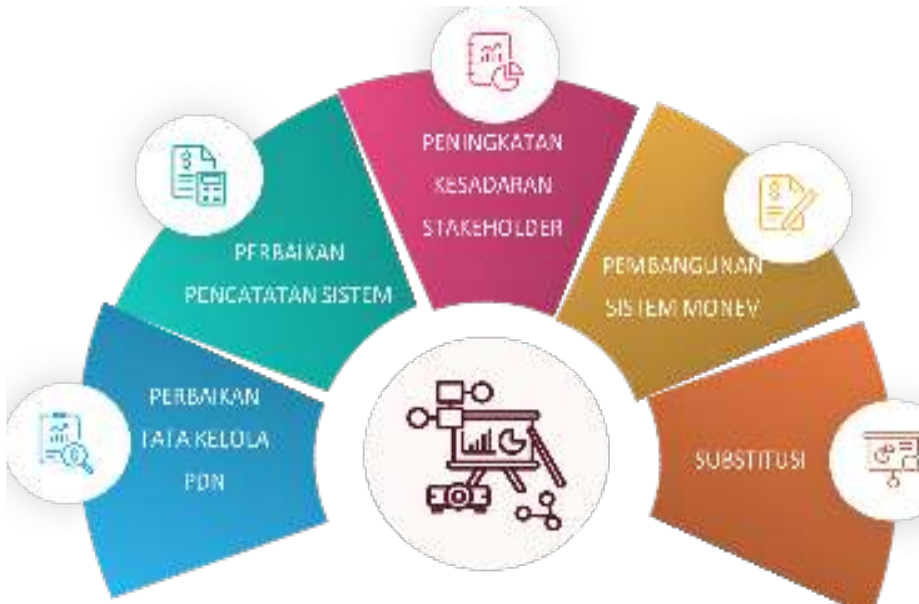 PENINGKATAN
KESADARAN
STAKEHOLDER
PERBAIKAN
PENCATATAN SISTEM
PEMBANGUNAN
SISTEM MONEV
PERBAIKAN
TATA KELOLA
PDN
SUBSTITUSI